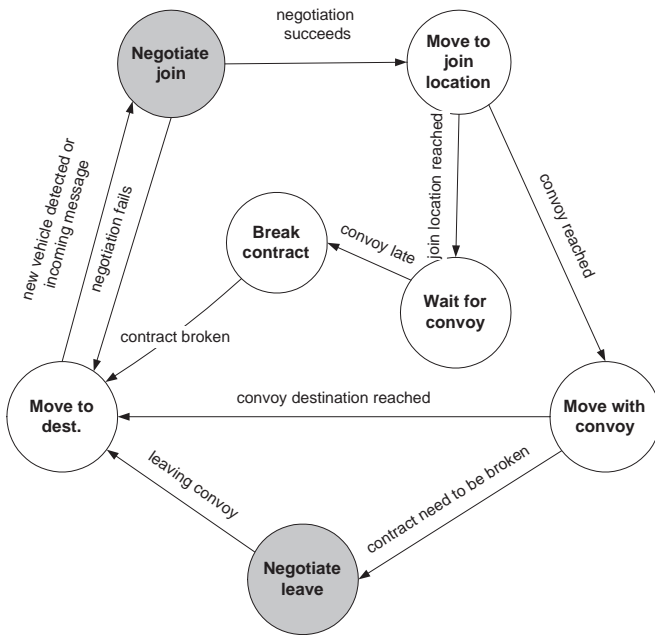 negotiation
succeeds
Negotiate
join
Move to
join
location
new vehicle detected or
incoming message
negotiation fails
join location reached
convoy reached
Break
contract
convoy late
Wait for
convoy
contract broken
Move to
dest.
convoy destination reached
Move with
convoy
leaving convoy
contract need to be broken
Negotiate
leave